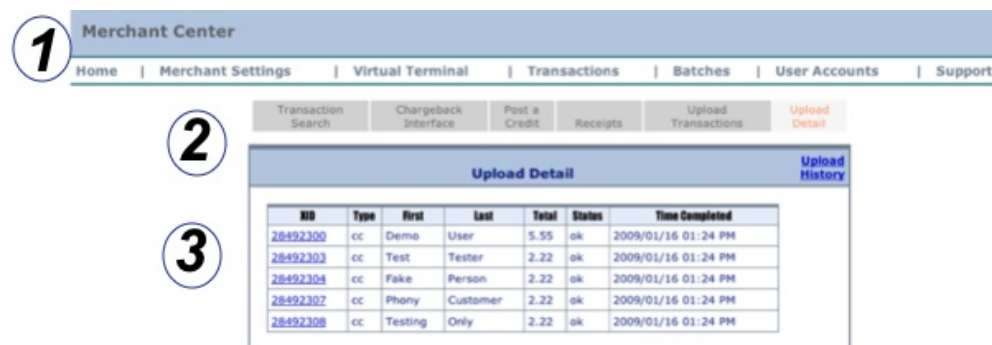 1
Merchant Center
Home | Merchant Settings | Virtual Terminal | Transactions | Batches | User Accounts | Support
2
Transaction Search Chargeback Interface Post a Credit Receipts Upload Transactions Upload Detail
Upload Detail Upload History
3
XID Type First Last Total Status Time Completed
28492300 cc Demo User 5.55 ok 2009/01/16 01:24 PM
28492303 cc Test Tester 2.22 ok 2009/01/16 01:24 PM
28492304 cc Fake Person 2.22 ok 2009/01/16 01:24 PM
28492307 cc Phony Customer 2.22 ok 2009/01/16 01:24 PM
28492308 cc Testing Only 2.22 ok 2009/01/16 01:24 PM